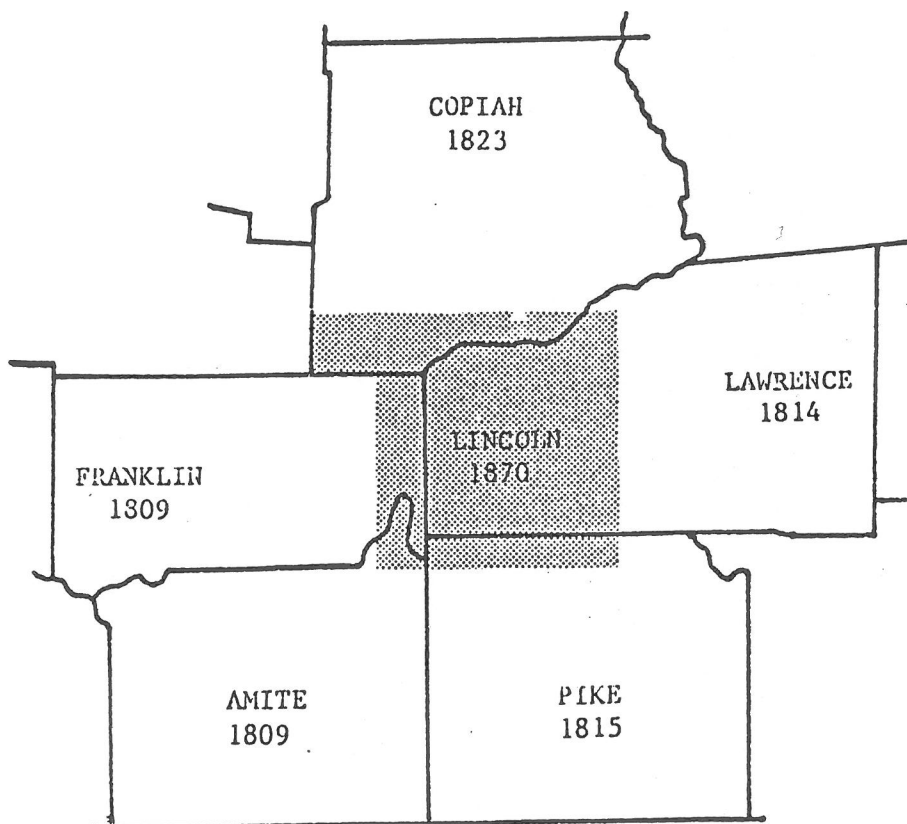 COPIAH
1823
LAWRENCE
1814
LINCOLN
1870
FRANKLIN
1809
AMITE
1809
PIKE
1815